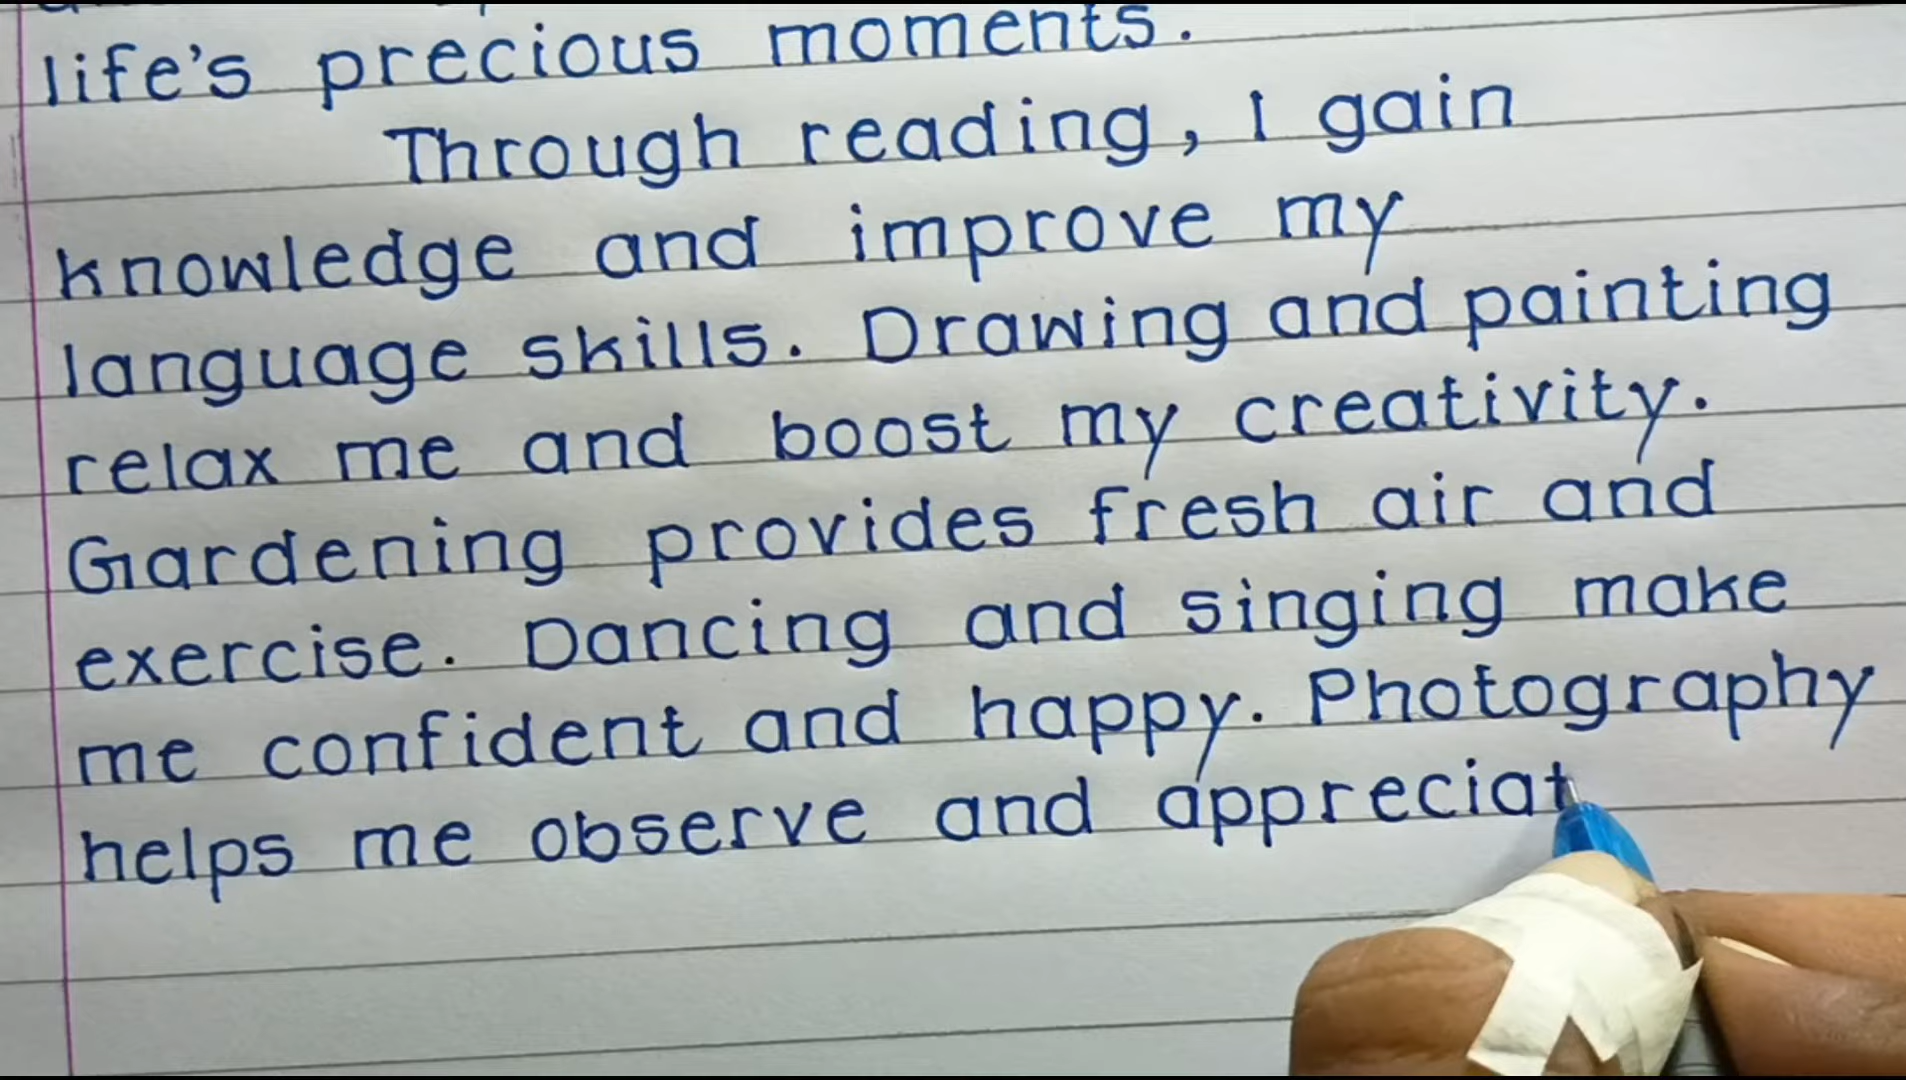 life's precious moments.
Through reading, I gain
knowledge and improve my
language skills. Drawing and painting
relax me and boost my creativity.
Gardening provides fresh air and
exercise. Dancing and singing make
me confident and happy. Photography
helps me observe and appreciat